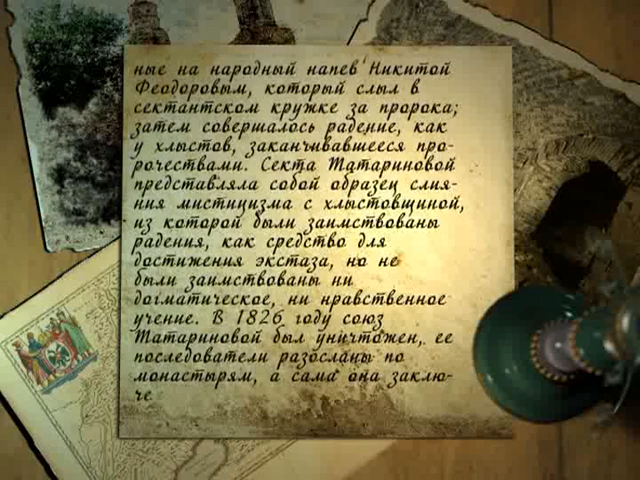 ные на народный напев Никитой
Феодоровым, который слыл в
сектантском кружке за пророка;
затем совершалось радение, как
у хлыстов, заканчивавшееся про-
рочествами. Секта Татариновой
представляла собой образец слия-
ния мистицизма с хлыстовщиной,
из которой были заимствованы
радения, как средство для
достижения экстаза, но не
были заимствованы ни
догматическое, ни нравственное
учение. В 1826 году союз
Татариновой был уничтожен, ее
последователи разосланы по
монастырям, а сама она заклю-
че